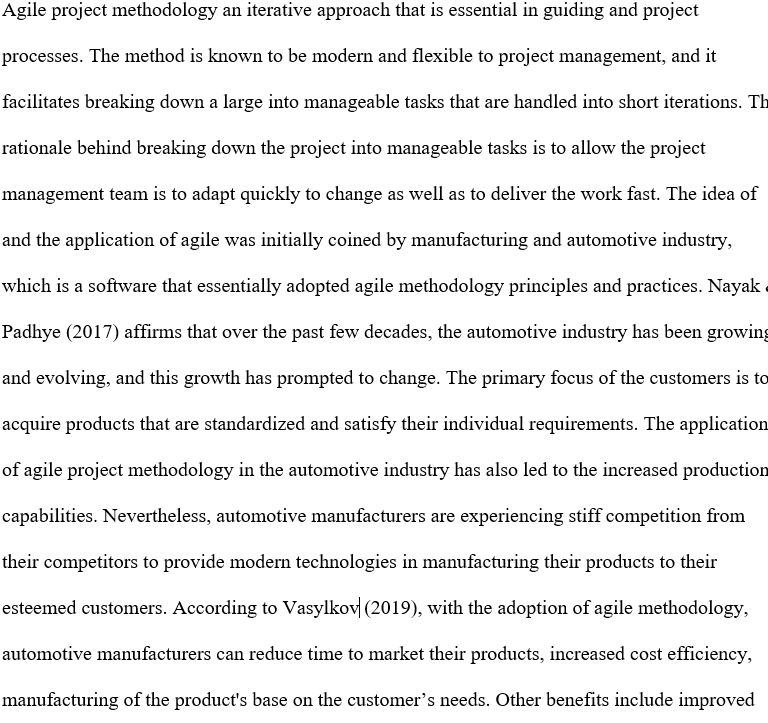 Agile project methodology an iterative approach that is essential in guiding and project
processes. The method is known to be modern and flexible to project management, and it
facilitates breaking down a large into manageable tasks that are handled into short iterations. Th
rationale behind breaking down the project into manageable tasks is to allow the project
management team is to adapt quickly to change as well as to deliver the work fast. The idea of
and the application of agile was initially coined by manufacturing and automotive industry,
which is a software that essentially adopted agile methodology principles and practices. Nayak
Padhye (2017) affirms that over the past few decades, the automotive industry has been growing
and evolving, and this growth has prompted to change. The primary focus of the customers is to
acquire products that are standardized and satisfy their individual requirements. The application
of agile project methodology in the automotive industry has also led to the increased production
capabilities. Nevertheless, automotive manufacturers are experiencing stiff competition from
their competitors to provide modern technologies in manufacturing their products to their
esteemed customers. According to Vasylkov (2019), with the adoption of agile methodology,
automotive manufacturers can reduce time to market their products, increased cost efficiency,
manufacturing of the product's base on the customer’s needs. Other benefits include improved